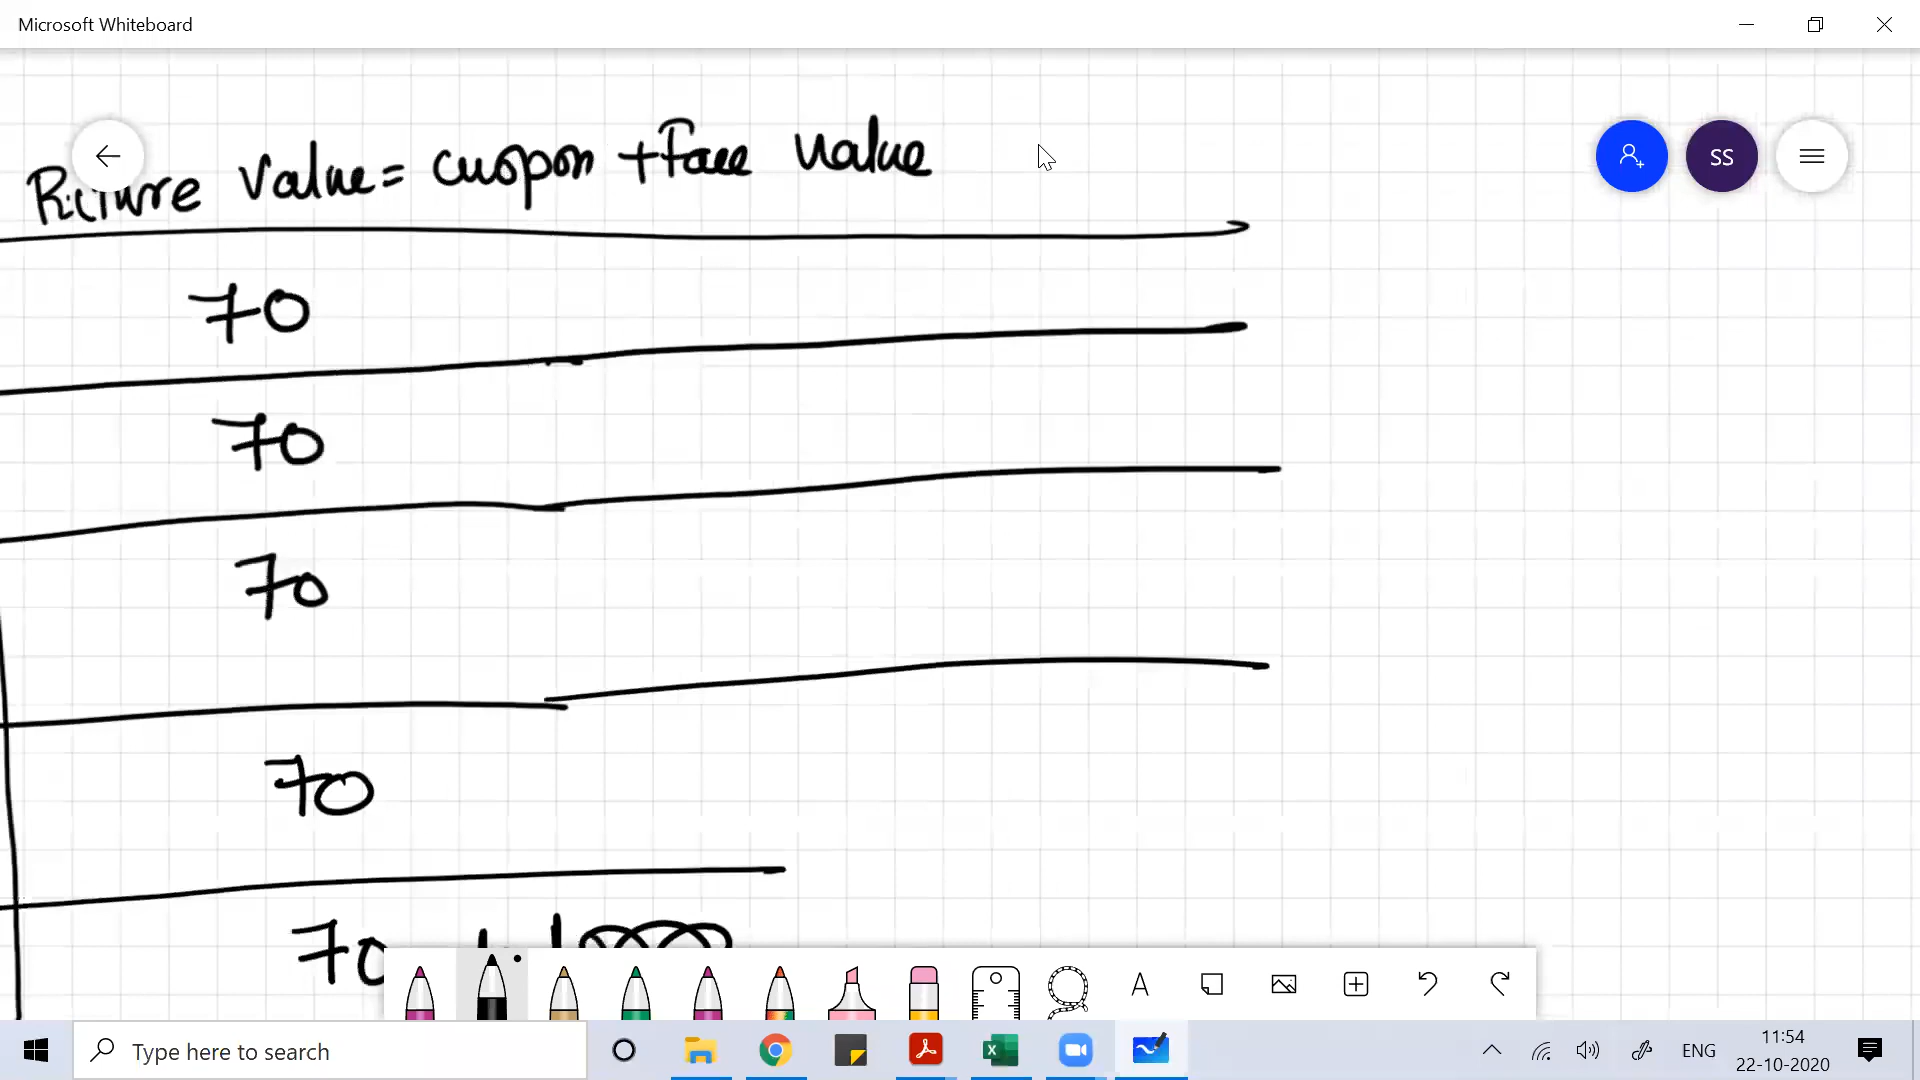 Microsoft Whiteboard
Value = cuopon + Face Value
SS
70
70
70
70
70 + 1000
A
Type here to search
ENG
11:54
22-10-2020